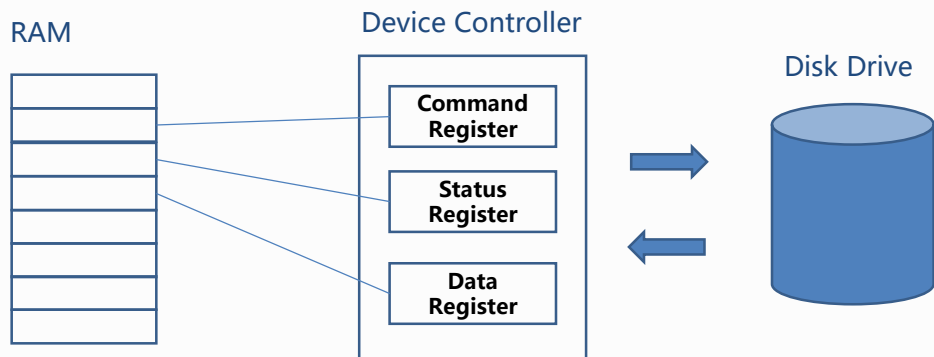 RAM
Device Controller
Disk Drive
Command
Register
Status
Register
Data
Register